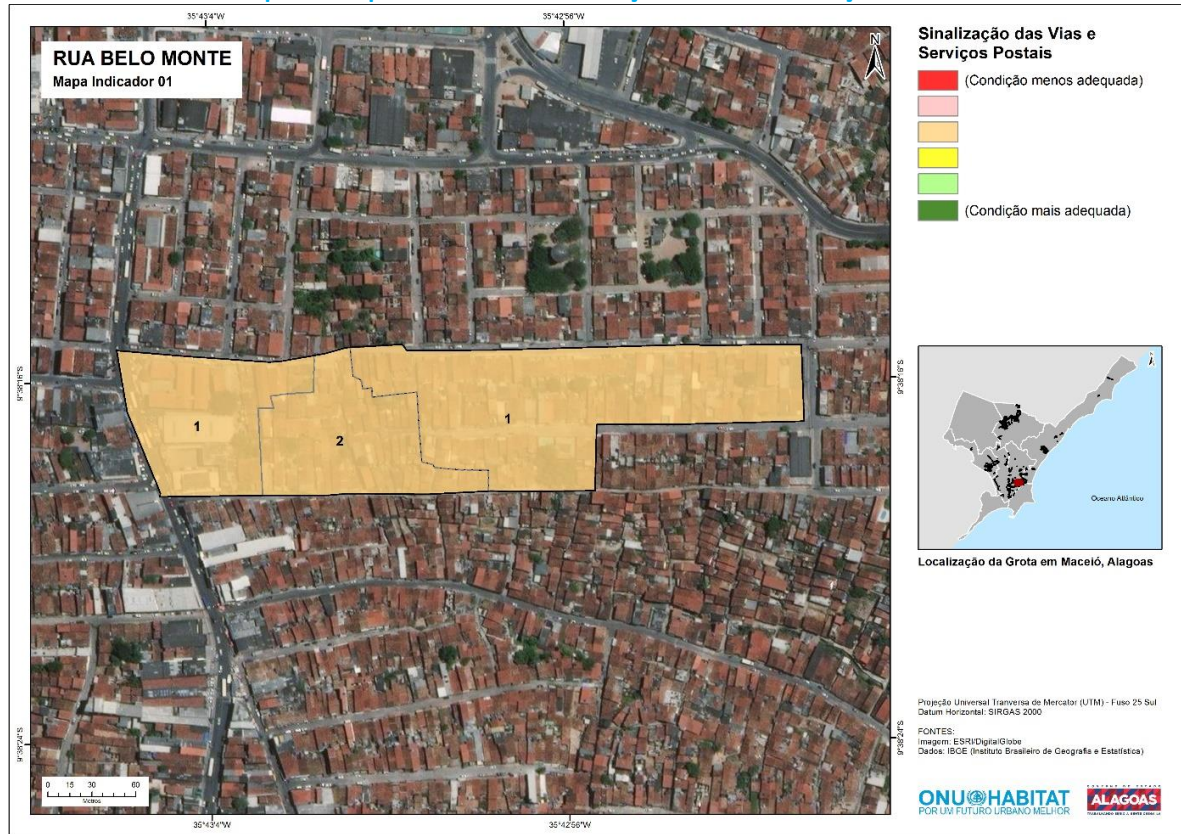 35°43'4"W
35°42'56"W
RUA BELO MONTE
Mapa Indicador 01
N
Sinalização das Vias e
Serviços Postais
(Condição menos adequada)
(Condição mais adequada)
9°38'16"S
9°38'16"S
1
2
1
Oceano Atlântico
Localização da Grota em Maceió, Alagoas
9°38'24"S
9°38'24"S
Projeção Universal Tranversa de Mercator (UTM) - Fuso 25 Sul
Datum Horizontal: SIRGAS 2000
FONTES:
Imagem: ESRI/DigitalGlobe
Dados: IBGE (Instituto Brasileiro de Geografia e Estatística)
0 15 30 60
Metros
ONU HABITAT
POR UM FUTURO URBANO MELHOR
ALAGOAS
35°43'4"W
35°42'56"W